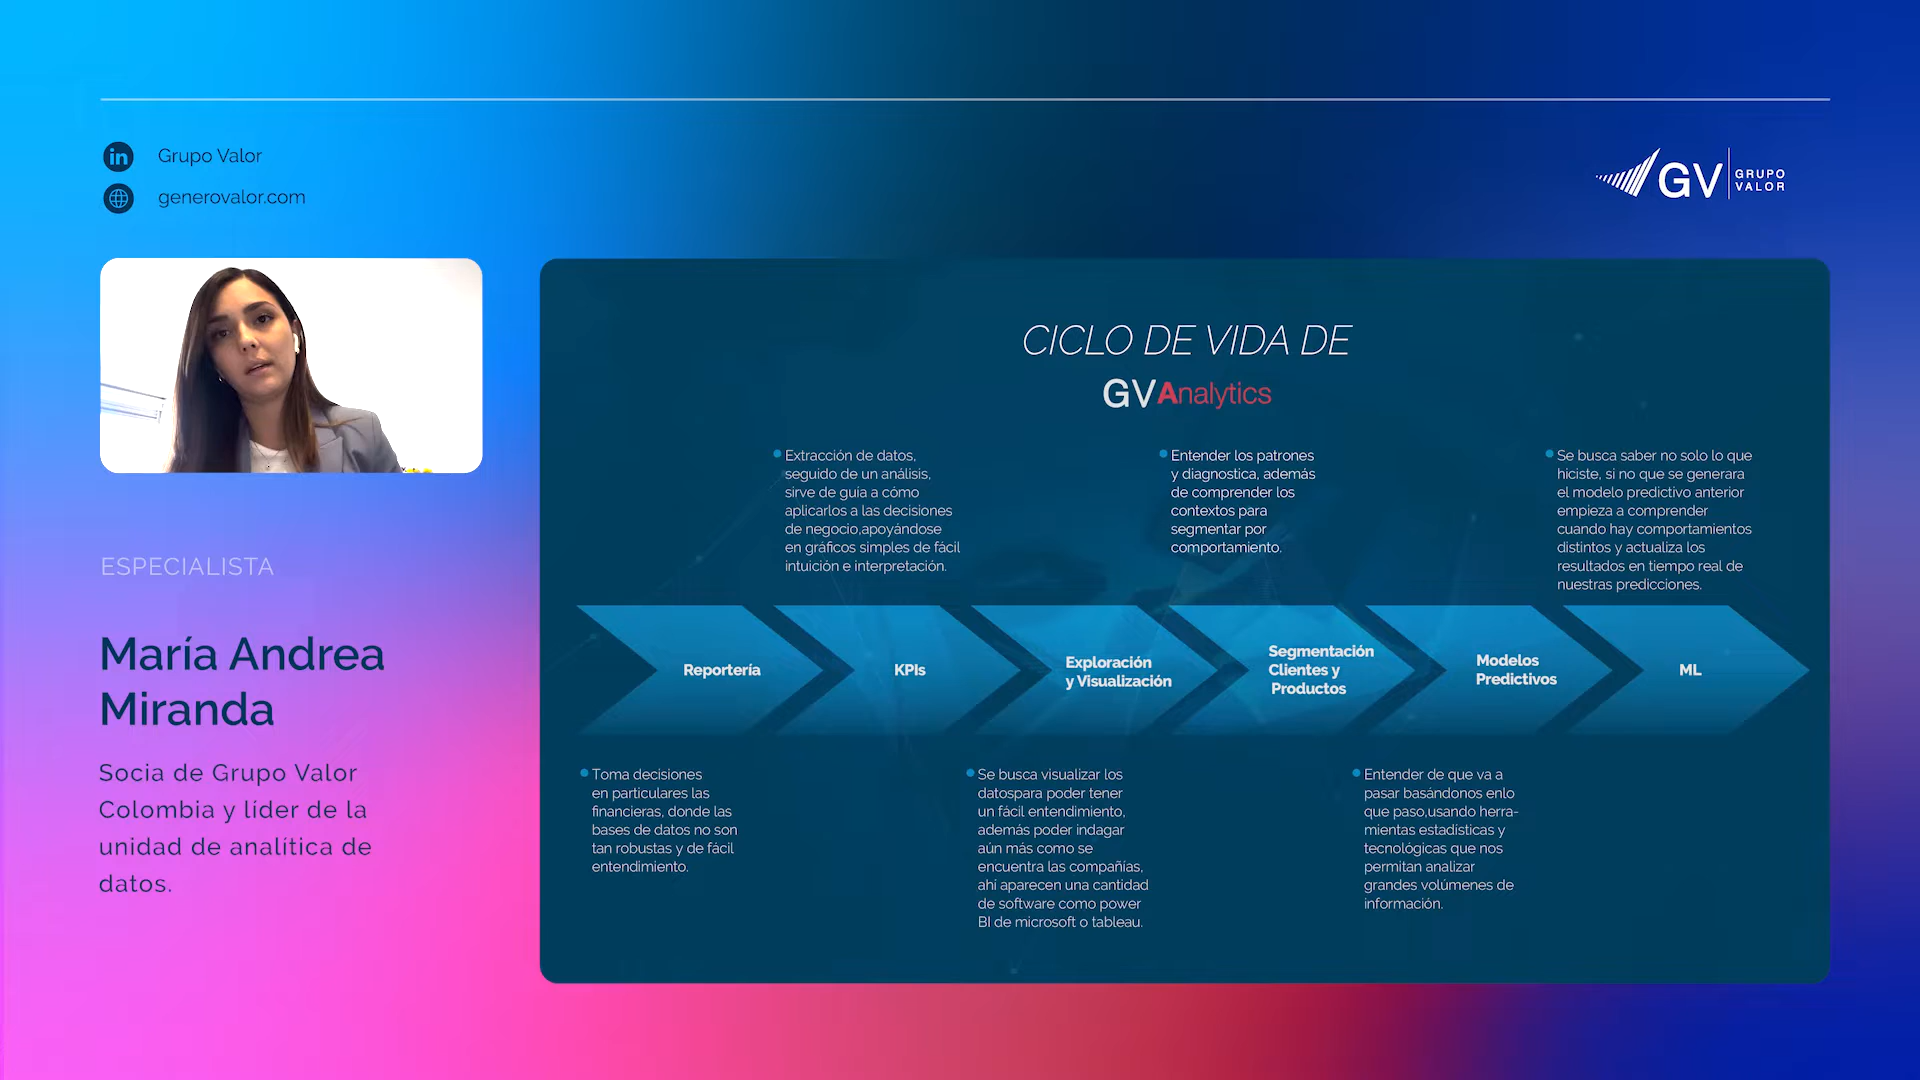 Grupo Valor
generovalor.com
GV GRUPO
VALOR
ESPECIALISTA
María Andrea
Miranda
Socia de Grupo Valor
Colombia y líder de la
unidad de analítica de
datos.
CICLO DE VIDA DE
GVAnalytics
Extracción de datos,
seguido de un análisis,
sirve de guía a cómo
aplicarlos a las decisiones
de negocio,apoyándose
en gráficos simples de fácil
intuición e interpretación.
Entender los patrones
y diagnostica, además
de comprender los
contextos para
segmentar por
comportamiento.
Se busca saber no solo lo que
hiciste, si no que se generara
el modelo predictivo anterior
empieza a comprender
cuando hay comportamientos
distintos y actualiza los
resultados en tiempo real de
nuestras predicciones.
Reportería
KPIs
Exploración
y Visualización
Segmentación
Clientes y
Productos
Modelos
Predictivos
ML
Toma decisiones
en particulares las
financieras, donde las
bases de datos no son
tan robustas y de fácil
entendimiento.
Se busca visualizar los
datospara poder tener
un fácil entendimiento,
además poder indagar
aún más como se
encuentra las compañías,
ahí aparecen una cantidad
de software como power
BI de microsoft o tableau.
Entender de que va a
pasar basándonos enlo
que paso,usando herra-
mientas estadísticas y
tecnológicas que nos
permitan analizar
grandes volúmenes de
información.